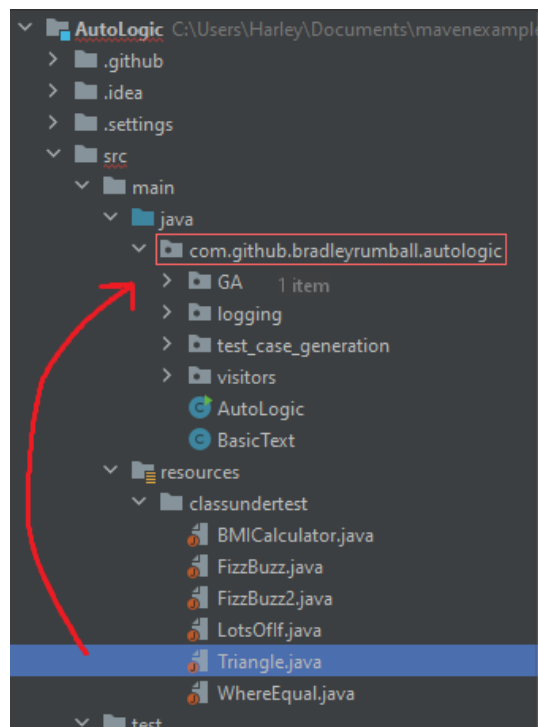 AutoLogic C:\Users\Harley\Documents\mavenexample
.github
.idea
.settings
src
main
java
com.github.bradleyrumball.autologic
GA 1 item
logging
test_case_generation
visitors
AutoLogic
BasicText
resources
classundertest
BMICalculator.java
FizzBuzz.java
FizzBuzz2.java
LotsOfIf.java
Triangle.java
WhereEqual.java
test